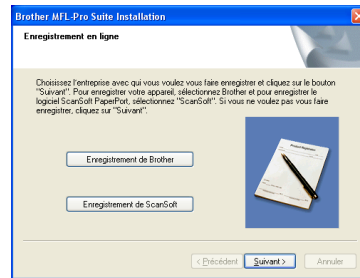 Brother MFL-Pro Suite Installation
Enregistrement en ligne
Choisissez l'entreprise avec qui vous voulez vous faire enregistrer et cliquez sur le bouton
"Suivant". Pour enregistrer votre appareil, sélectionnez Brother et pour enregistrer le
logiciel ScanSoft PaperPort, sélectionnez "ScanSoft". Si vous ne voulez pas vous faire
enregistrer, cliquez sur "Suivant".
Enregistrement de Brother
Enregistrement de ScanSoft
< Précédent Suivant > Annuler